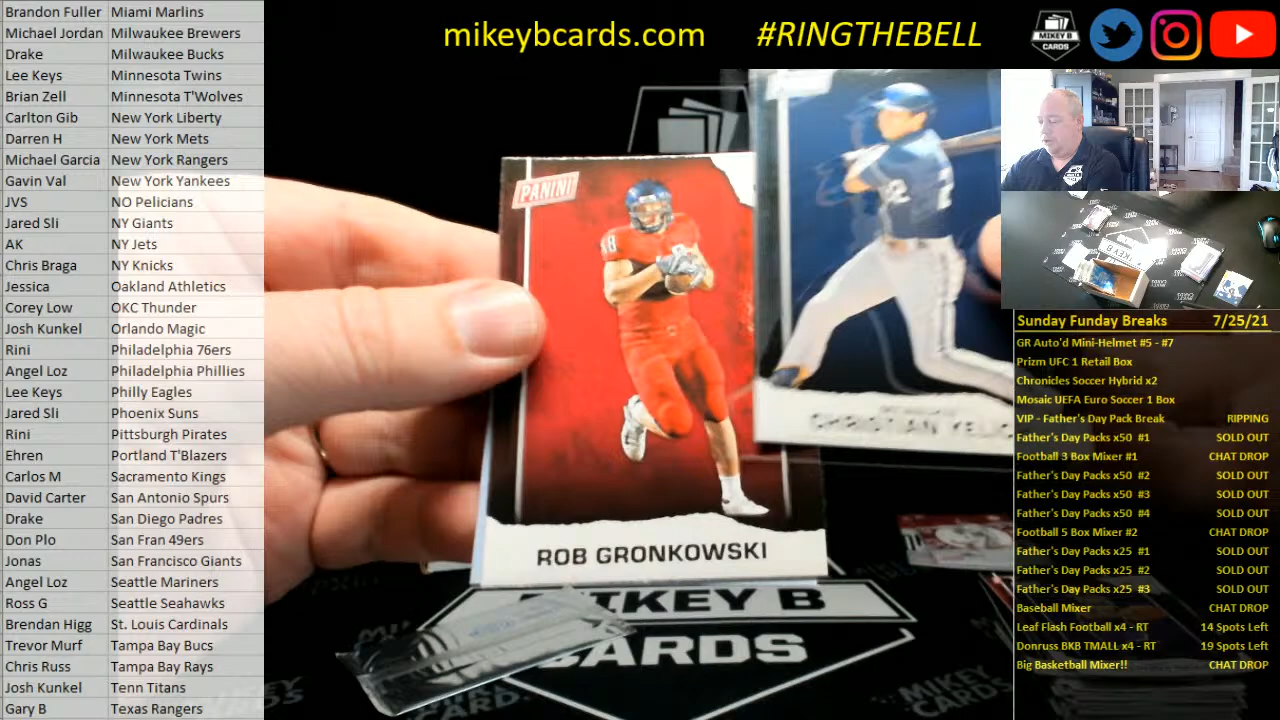 Brandon Fuller Miami Marlins
Michael Jordan Milwaukee Brewers
Drake Milwaukee Bucks
Lee Keys Minnesota Twins
Brian Zell Minnesota T'Wolves
Carlton Gib New York Liberty
Darren H New York Mets
Michael Garcia New York Rangers
Gavin Val New York Yankees
JVS NO Pelicians
Jared Sli NY Giants
AK NY Jets
Chris Braga NY Knicks
Jessica Oakland Athletics
Corey Low OKC Thunder
Josh Kunkel Orlando Magic
Rini Philadelphia 76ers
Angel Loz Philadelphia Phillies
Lee Keys Philly Eagles
Jared Sli Phoenix Suns
Rini Pittsburgh Pirates
Ehren Portland T'Blazers
Carlos M Sacramento Kings
David Carter San Antonio Spurs
Drake San Diego Padres
Don Plo San Fran 49ers
Jonas San Francisco Giants
Angel Loz Seattle Mariners
Ross G Seattle Seahawks
Brendan Higg St. Louis Cardinals
Trevor Murf Tampa Bay Bucs
Chris Russ Tampa Bay Rays
Josh Kunkel Tenn Titans
Gary B Texas Rangers
mikeybcards.com #RINGTHEBELL
MIKEY B
CARDS
PANINI
CHRISTIAN YELIC
ROB GRONKOWSKI
MIKEY B
CARDS
Sunday Funday Breaks 7/25/21
GR Auto'd Mini-Helmet #5 - #7
Prizm UFC 1 Retail Box
Chronicles Soccer Hybrid x2
Mosaic UEFA Euro Soccer 1 Box
VIP - Father's Day Pack Break RIPPING
Father's Day Packs x50 #1 SOLD OUT
Football 3 Box Mixer #1 CHAT DROP
Father's Day Packs x50 #2 SOLD OUT
Father's Day Packs x50 #3 SOLD OUT
Father's Day Packs x50 #4 SOLD OUT
Football 5 Box Mixer #2 CHAT DROP
Father's Day Packs x25 #1 SOLD OUT
Father's Day Packs x25 #2 SOLD OUT
Father's Day Packs x25 #3 SOLD OUT
Baseball Mixer CHAT DROP
Leaf Flash Football x4 - RT 14 Spots Left
Donruss BKB TMALL x4 - RT 19 Spots Left
Big Basketball Mixer!! CHAT DROP